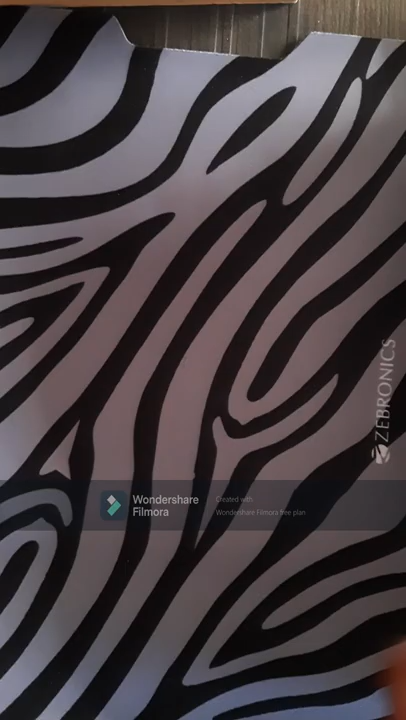 ZEBRONICS
Wondershare
Filmora
Created with
Wondershare Filmora free plan